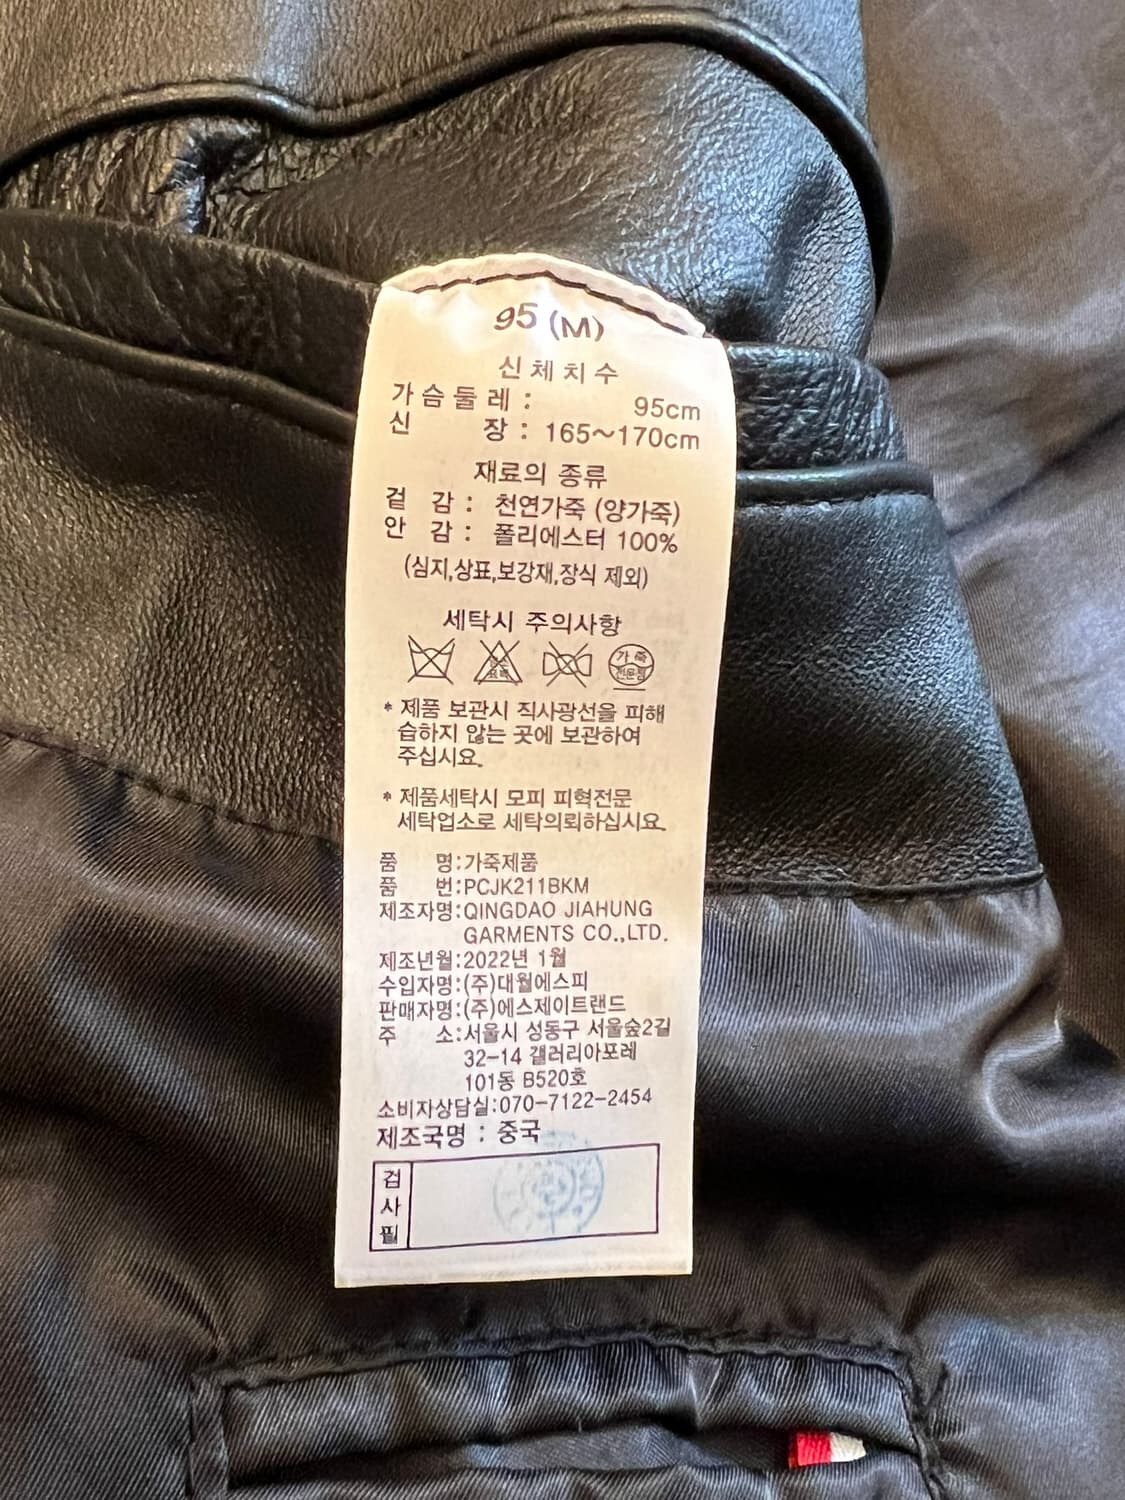 95 (M)
신체치수
가슴둘레 : 95cm
신 장 : 165~170cm
재료의 종류
겉 감 : 천연가죽 (양가죽)
안 감 : 폴리에스터 100%
(심지,상표,보강재,장식 제외)
세탁시 주의사항
가 죽
전문점
* 제품 보관시 직사광선을 피해
습하지 않는 곳에 보관하여
주십시요.
* 제품세탁시 모피 피혁전문
세탁업소로 세탁의뢰하십시요.
품 명:가죽제품
품 번:PCJK211BKM
제조자명:QINGDAO JIAHUNG
GARMENTS CO.,LTD.
제조년월:2022년 1월
수입자명:(주)대월에스피
판매자명:(주)에스제이트랜드
주 소:서울시 성동구 서울숲2길
32-14 갤러리아포레
101동 B520호
소비자상담실:070-7122-2454
제조국명 : 중국
검
사
필